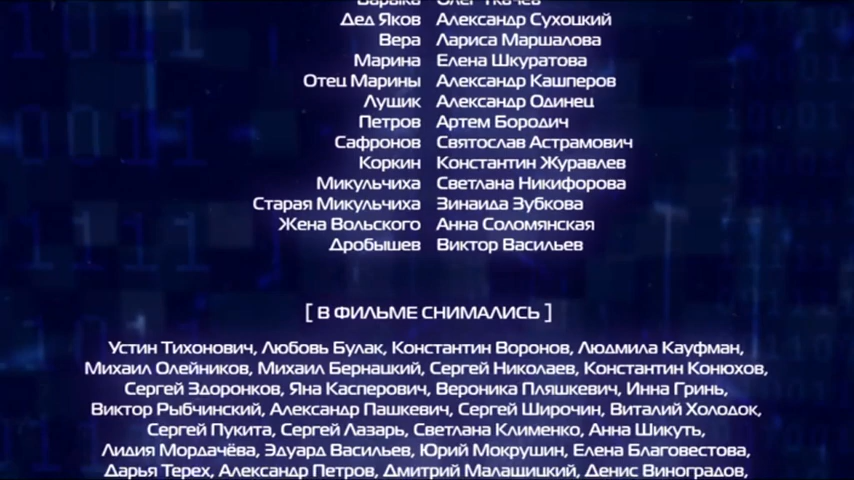 Олег Ткачев
Дед Яков Александр Сухоцкий
Вера Лариса Маршалова
Марина Елена Шкуратова
Отец Марины Александр Кашперов
Лущик Александр Одинец
Петров Артем Бородич
Сафронов Святослав Астрамович
Коркин Константин Журавлев
Микульчиха Светлана Никифорова
Старая Микульчиха Зинаида Зубкова
Жена Вольского Анна Соломянская
Дробышев Виктор Васильев
[ В ФИЛЬМЕ СНИМАЛИСЬ ]
Устин Тихонович, Любовь Булак, Константин Воронов, Людмила Кауфман,
Михаил Олейников, Михаил Бернацкий, Сергей Николаев, Константин Конюхов,
Сергей Здоронков, Яна Касперович, Вероника Пляшкевич, Инна Гринь,
Виктор Рыбчинский, Александр Пашкевич, Сергей Широчин, Виталий Холодок,
Сергей Пукита, Сергей Лазарь, Светлана Клименко, Анна Шикуть,
Лидия Мордачёва, Эдуард Васильев, Юрий Мокрушин, Елена Благовестова,
Дарья Терех, Александр Петров, Дмитрий Малащицкий, Денис Виноградов,